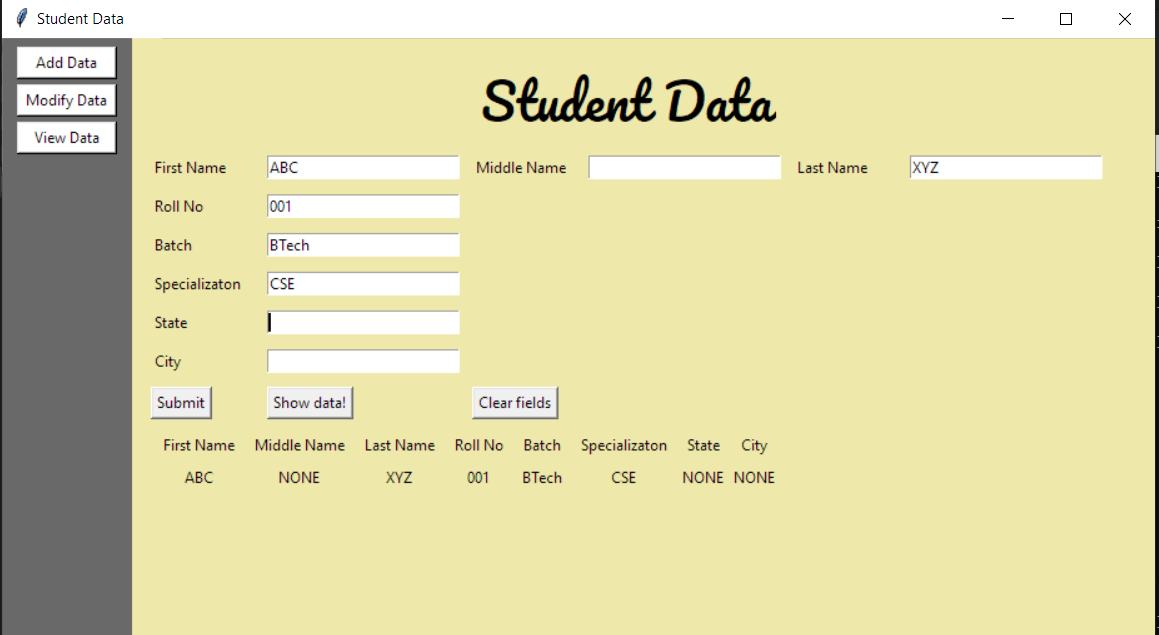 Student Data
Add Data
Modify Data
View Data
Student Data
First Name ABC Middle Name Last Name XYZ
Roll No 001
Batch BTech
Specializaton CSE
State
City
Submit Show data! Clear fields
First Name Middle Name Last Name Roll No Batch Specializaton State City
ABC NONE XYZ 001 BTech CSE NONE NONE